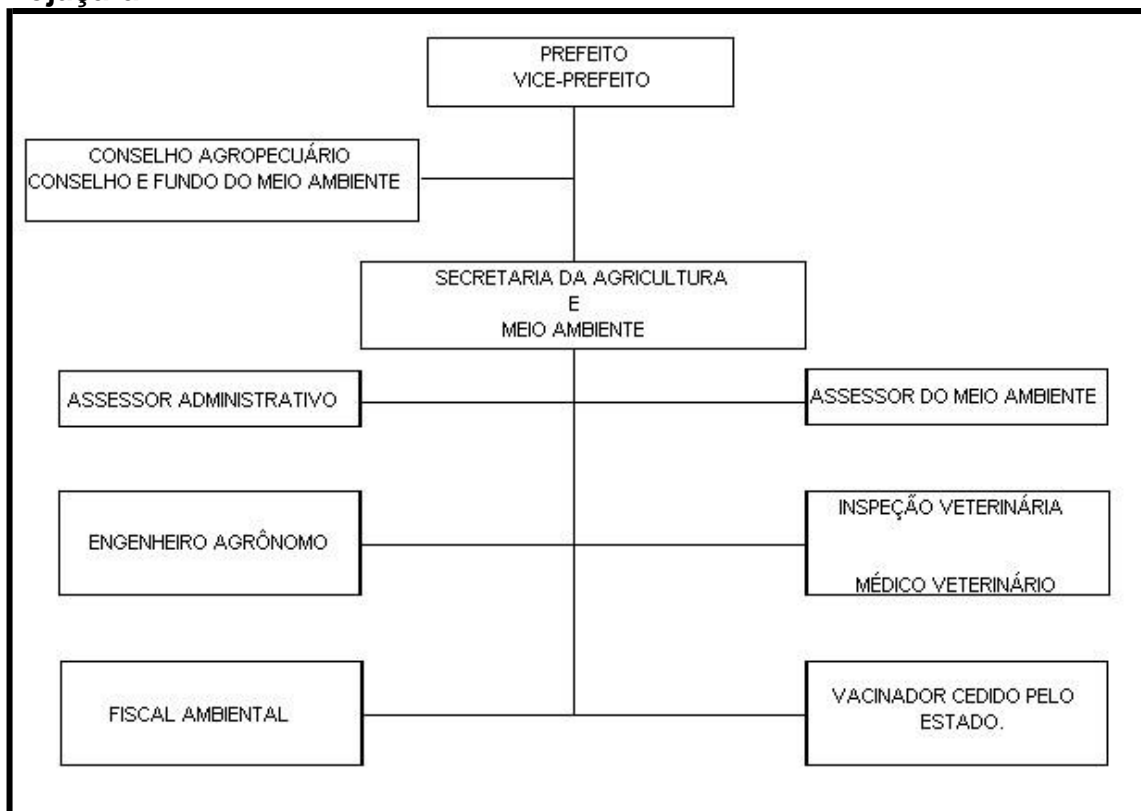 PREFEITO
VICE-PREFEITO
CONSELHO AGROPECUÁRIO
CONSELHO E FUNDO DO MEIO AMBIENTE
SECRETARIA DA AGRICULTURA
E
MEIO AMBIENTE
ASSESSOR ADMINISTRATIVO
ASSESSOR DO MEIO AMBIENTE
ENGENHEIRO AGRÔNOMO
INSPEÇÃO VETERINÁRIA
MÉDICO VETERINÁRIO
FISCAL AMBIENTAL
VACINADOR CEDIDO PELO
ESTADO.